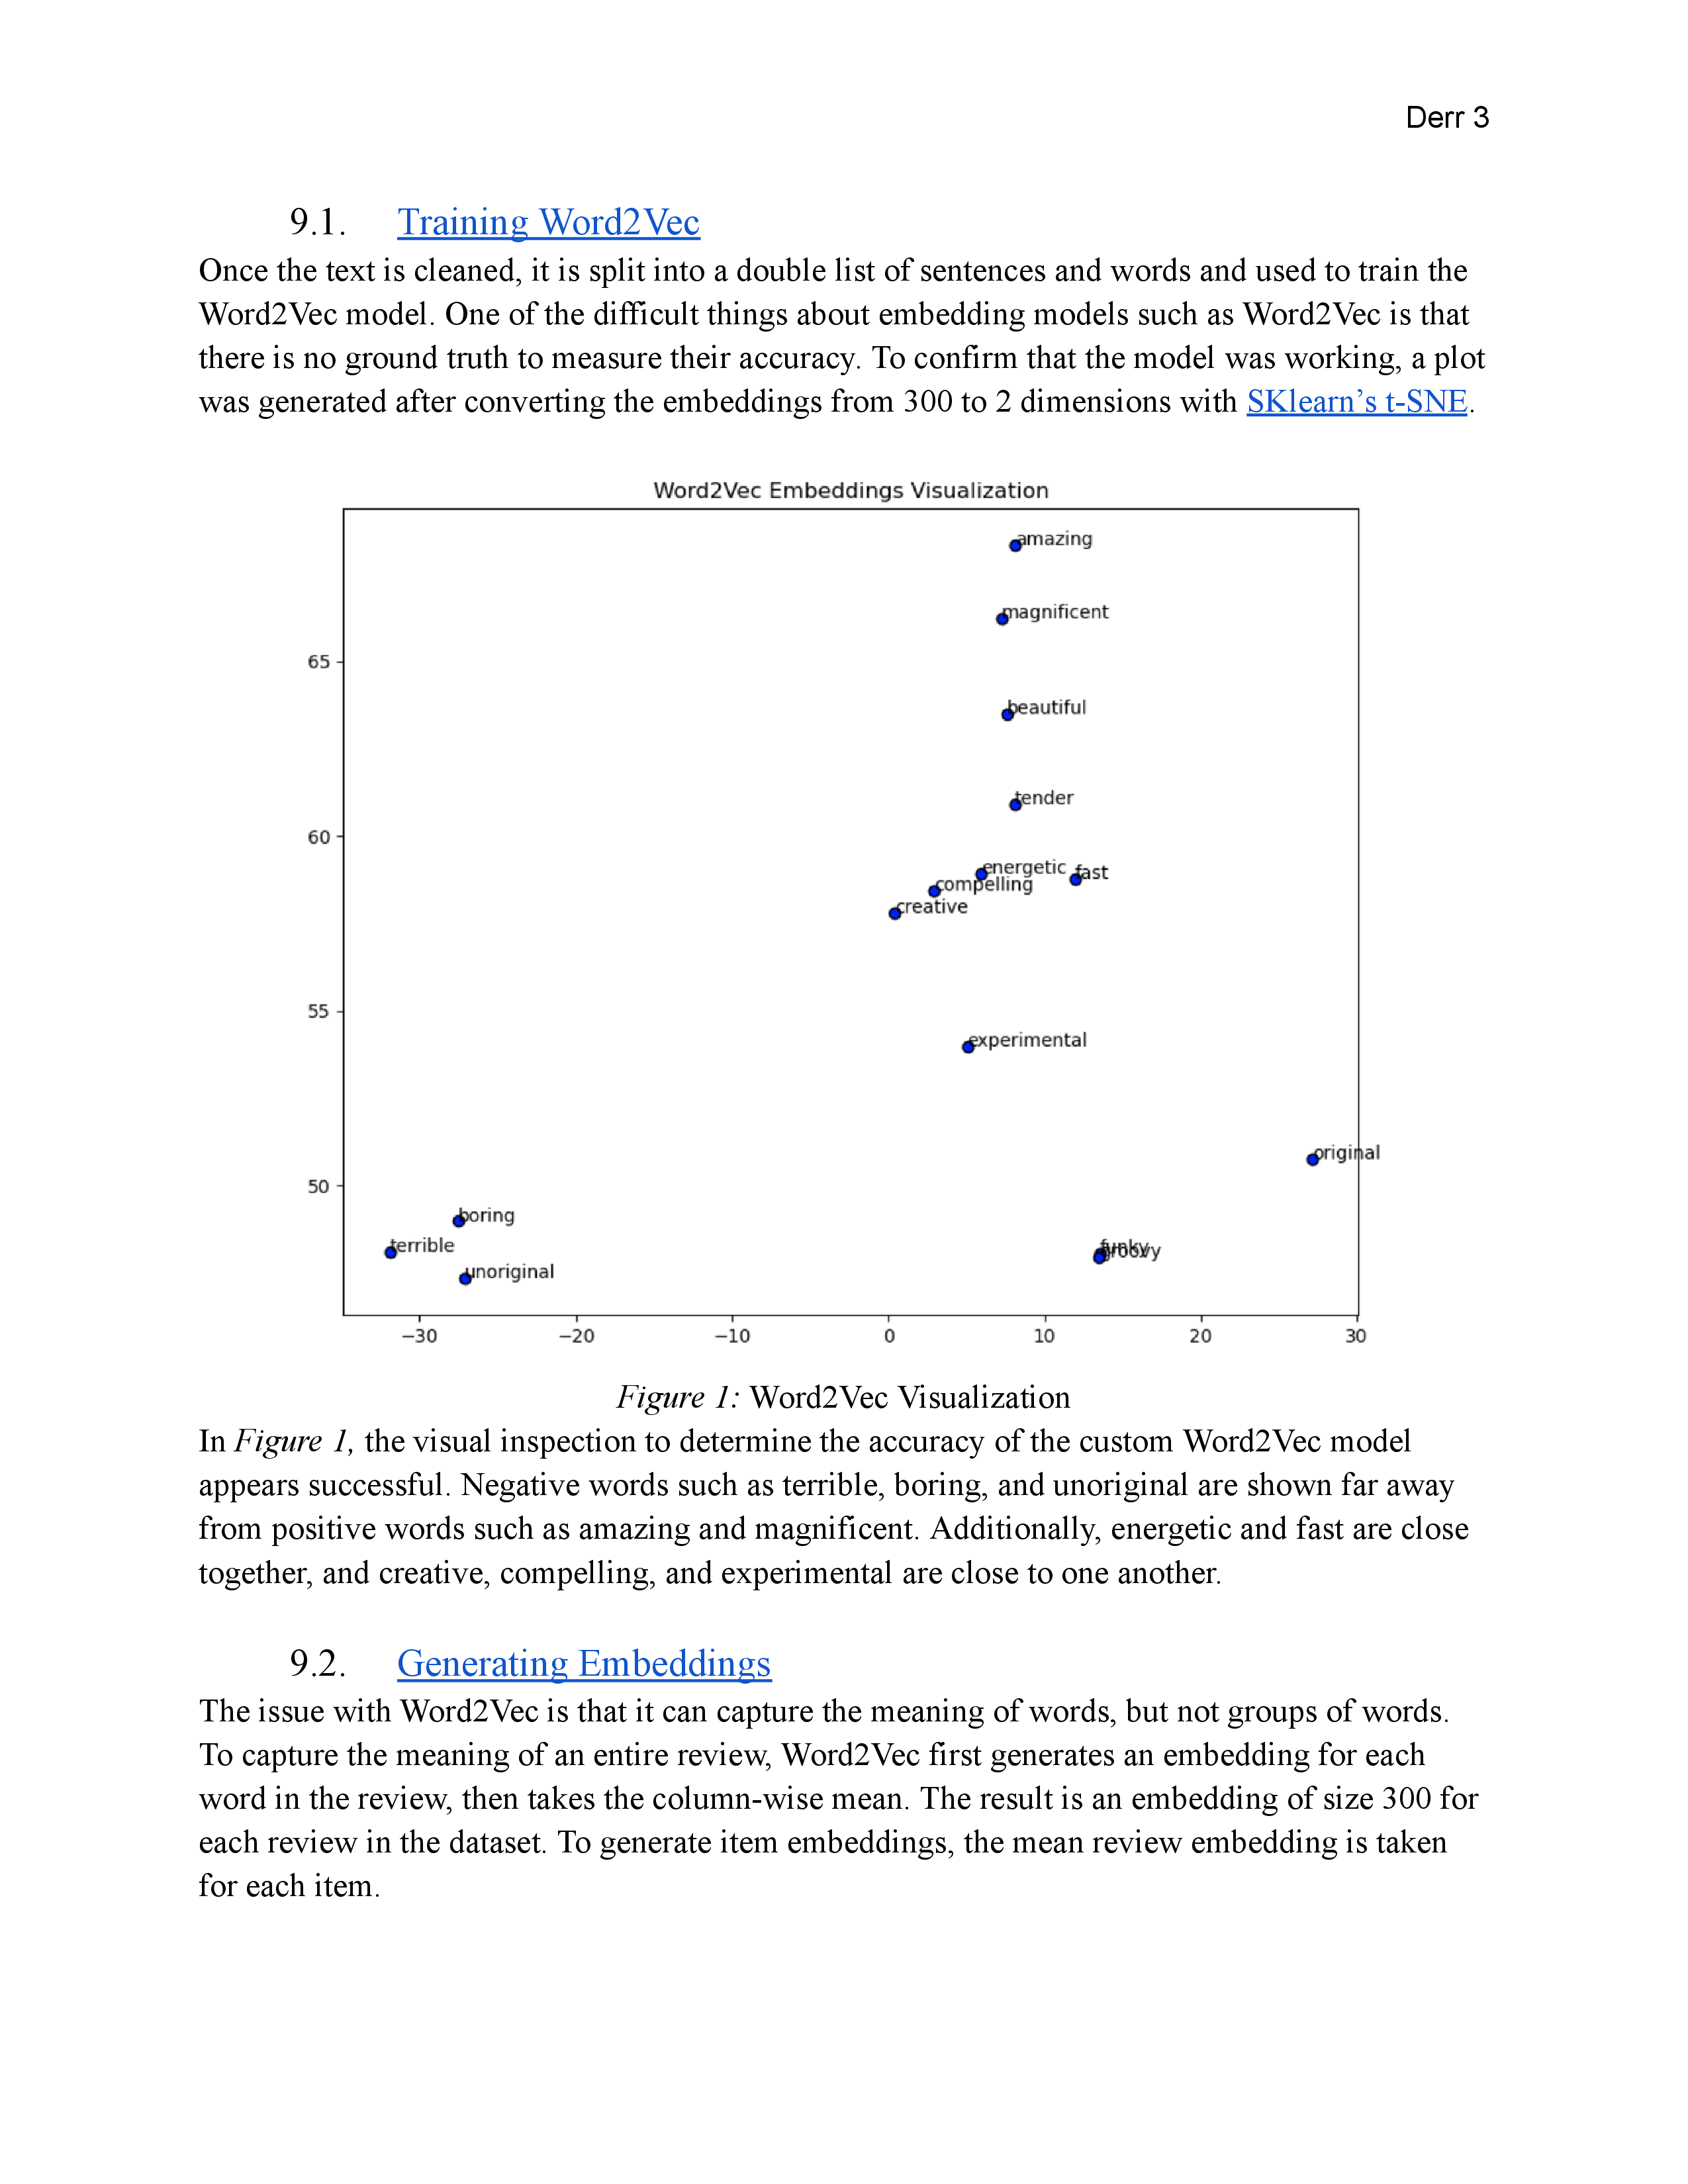 Derr 3
9.1. Training Word2Vec
Once the text is cleaned, it is split into a double list of sentences and words and used to train the
Word2Vec model. One of the difficult things about embedding models such as Word2Vec is that
there is no ground truth to measure their accuracy. To confirm that the model was working, a plot
was generated after converting the embeddings from 300 to 2 dimensions with SKlearn’s t-SNE.
Word2Vec Embeddings Visualization
amazing
magnificent
65
beautiful
tender
60
energetic
fast
compelling
creative
55
experimental
original
50
boring
terrible
funky
groovy
unoriginal
−30 −20 −10 0 10 20 30
Figure 1: Word2Vec Visualization
In Figure 1, the visual inspection to determine the accuracy of the custom Word2Vec model
appears successful. Negative words such as terrible, boring, and unoriginal are shown far away
from positive words such as amazing and magnificent. Additionally, energetic and fast are close
together, and creative, compelling, and experimental are close to one another.
9.2. Generating Embeddings
The issue with Word2Vec is that it can capture the meaning of words, but not groups of words.
To capture the meaning of an entire review, Word2Vec first generates an embedding for each
word in the review, then takes the column-wise mean. The result is an embedding of size 300 for
each review in the dataset. To generate item embeddings, the mean review embedding is taken
for each item.